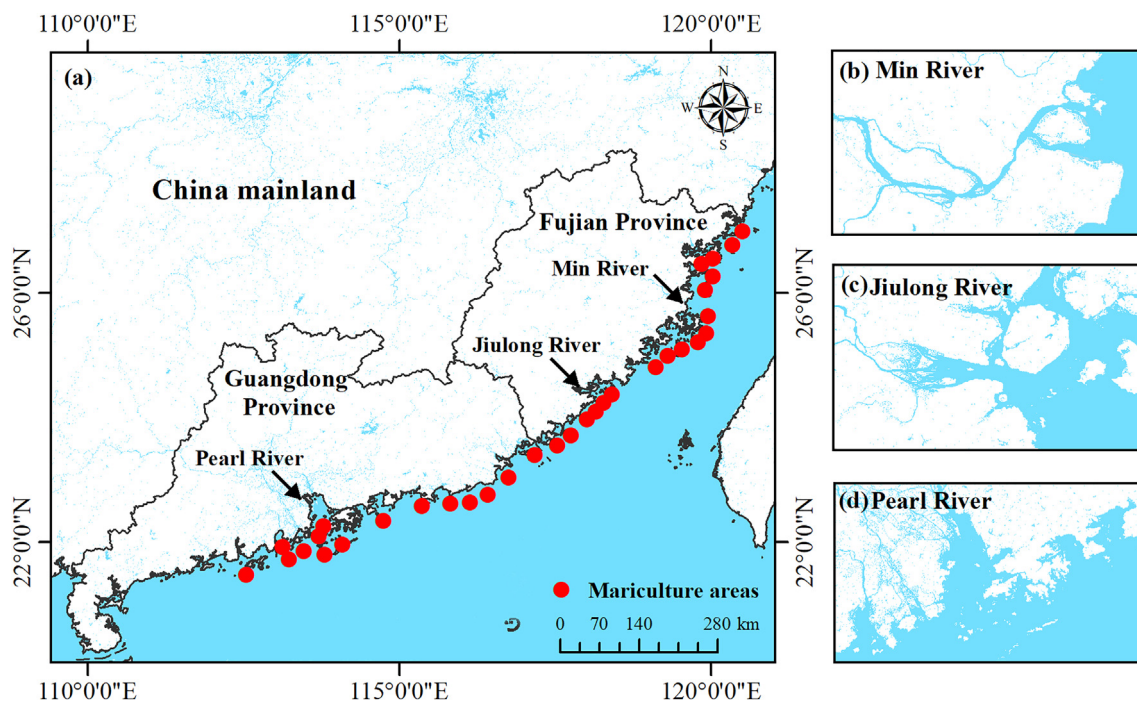 110°0'0"E 115°0'0"E 120°0'0"E
(a)
N
W E
S
China mainland
Fujian Province
Min River
26°0'0"N
26°0'0"N
Jiulong River
Guangdong
Province
Pearl River
22°0'0"N
22°0'0"N
Mariculture areas
0 70 140 280 km
110°0'0"E 115°0'0"E 120°0'0"E
(b) Min River
(c) Jiulong River
(d) Pearl River